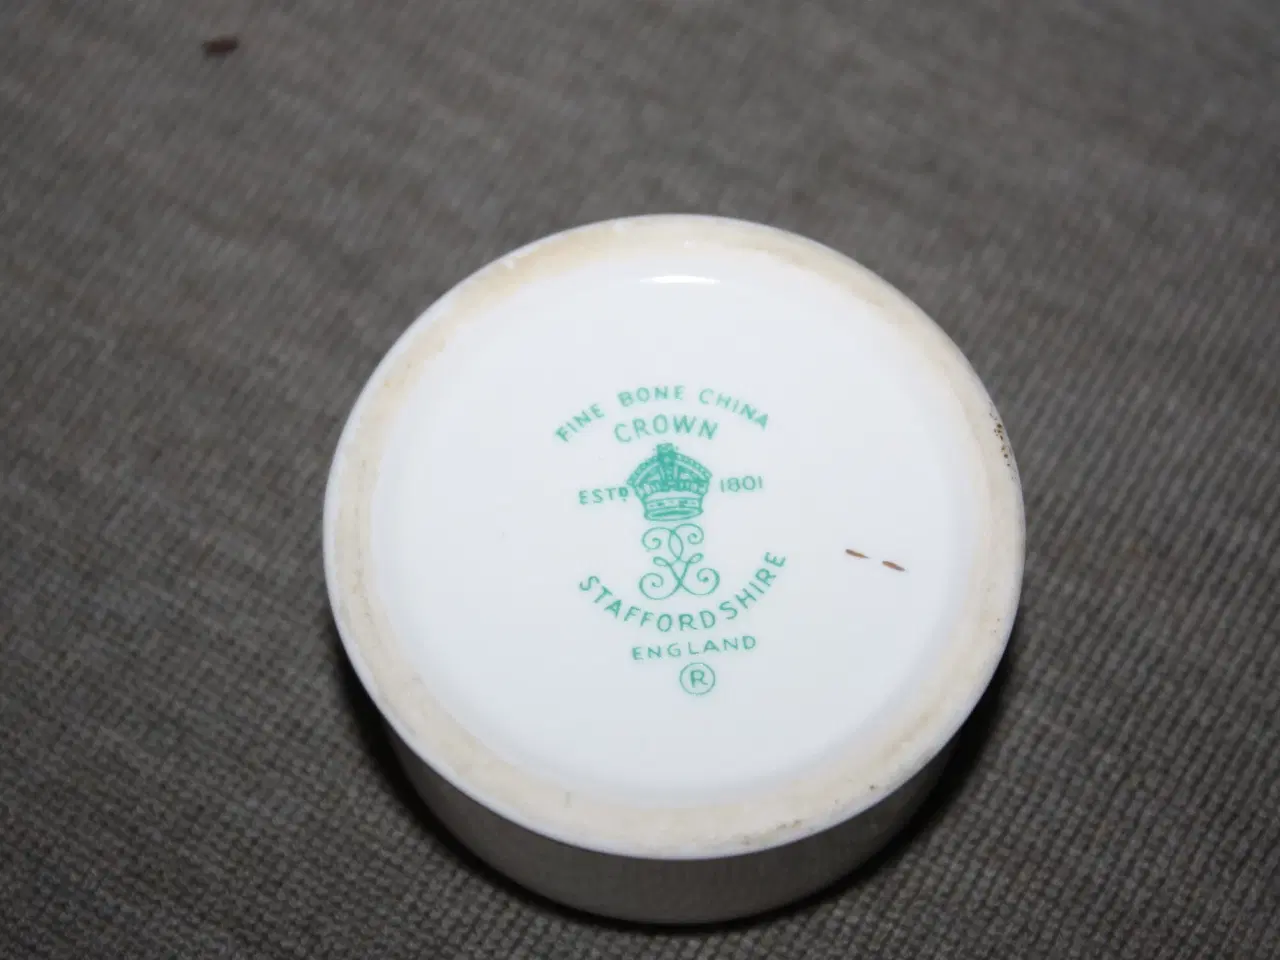 FINE BONE CHINA
CROWN
ESTD 1801
STAFFORDSHIRE
ENGLAND
®